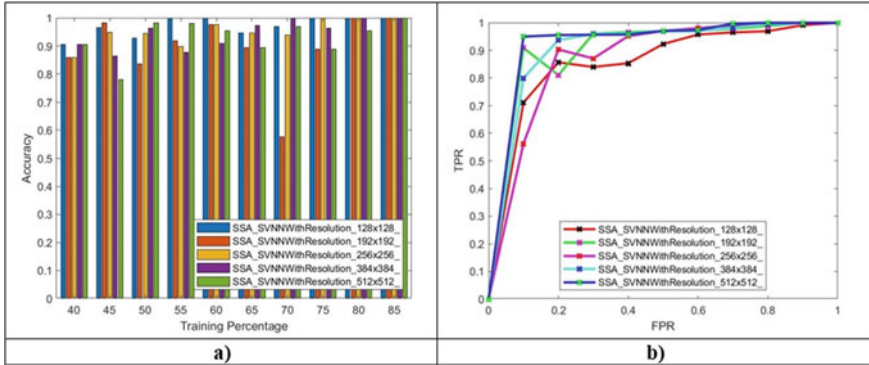 1
0.9
0.8
0.7
0.6
0.5
0.4
0.3
0.2
0.1
0
Accuracy
SSA_SVNNWithResolution_128x128_
SSA_SVNNWithResolution_192x192_
SSA_SVNNWithResolution_256x256_
SSA_SVNNWithResolution_384x384_
SSA_SVNNWithResolution_512x512_
40 45 50 55 60 65 70 75 80 85
Training Percentage
1
0.9
0.8
0.7
0.6
0.5
0.4
0.3
0.2
0.1
0
TPR
SSA_SVNNWithResolution_128x128_
SSA_SVNNWithResolution_192x192_
SSA_SVNNWithResolution_256x256_
SSA_SVNNWithResolution_384x384_
SSA_SVNNWithResolution_512x512_
0 0.2 0.4 0.6 0.8 1
FPR
a)
b)